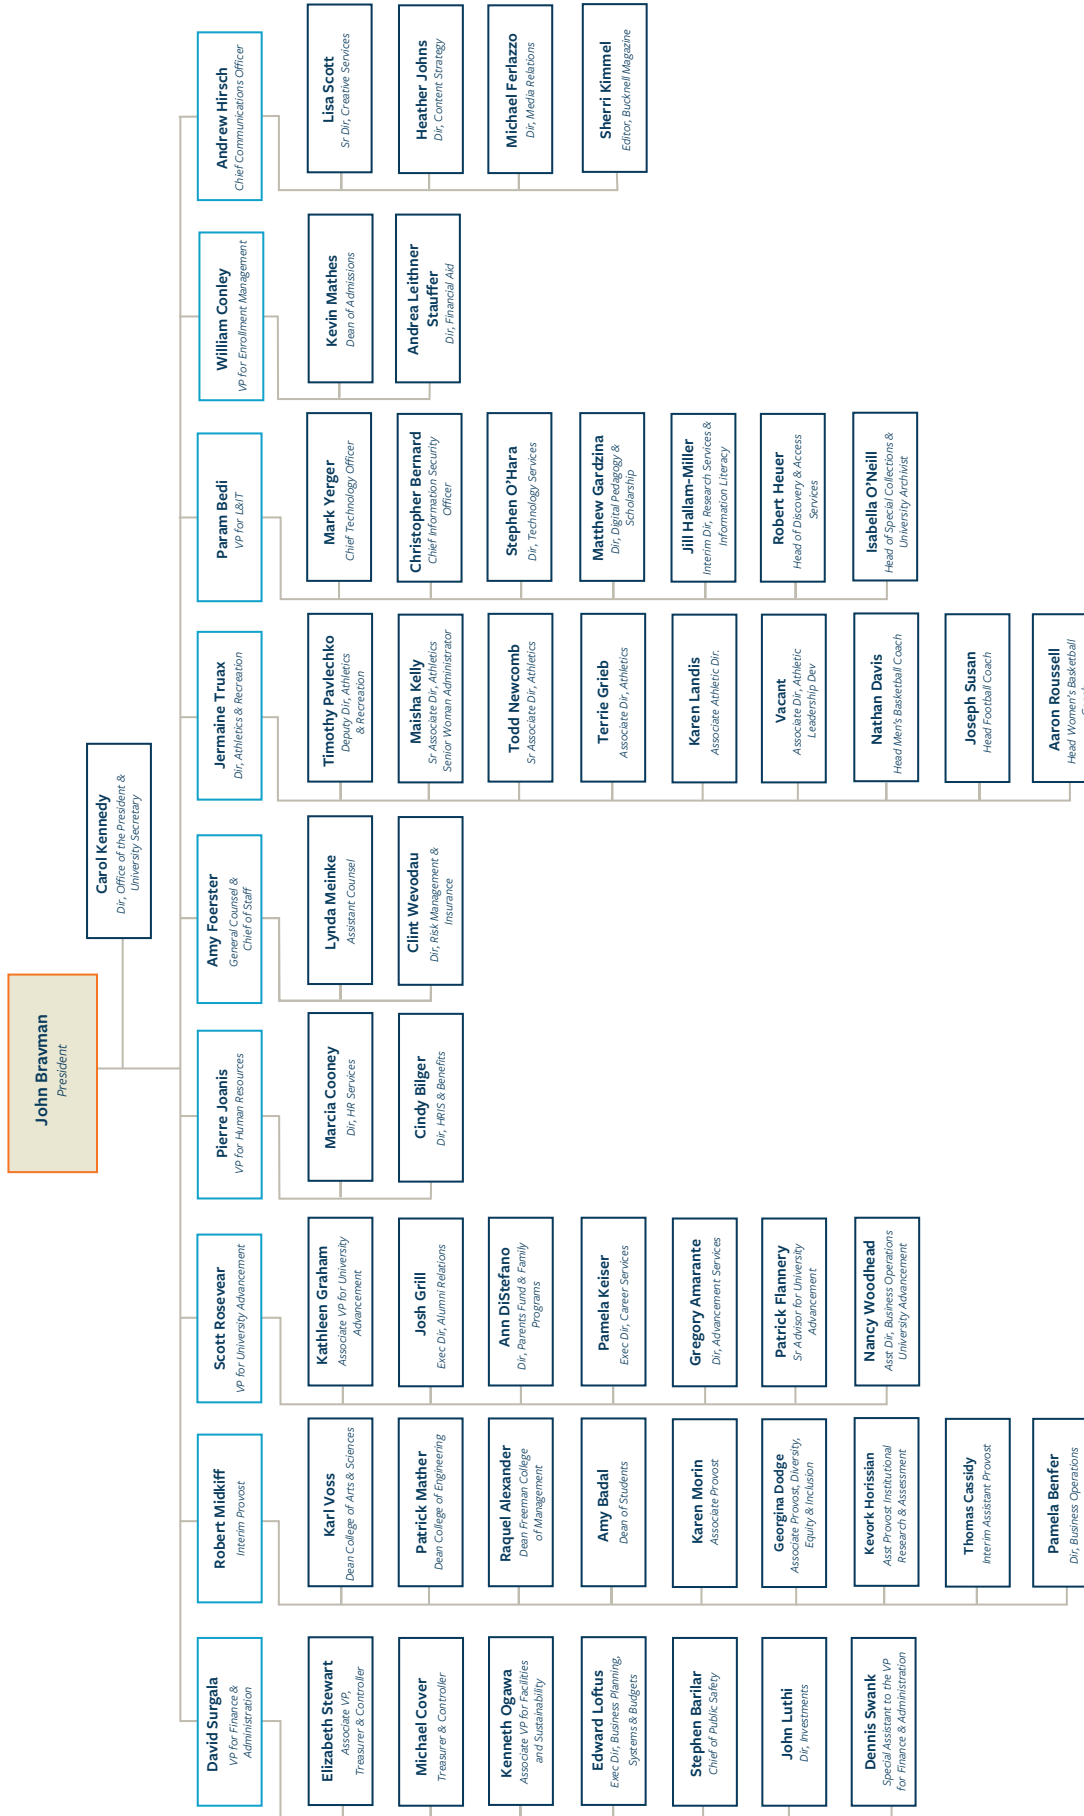 John Bravman
President
Carol Kennedy
Dir, Office of the President &
University Secretary
David Surgala
VP for Finance &
Administration
Elizabeth Stewart
Associate VP,
Treasurer & Controller
Michael Cover
Treasurer & Controller
Kenneth Ogawa
Associate VP for Facilities
and Sustainability
Edward Loftus
Exec Dir, Business Planning,
Systems & Budgets
Stephen Barilar
Chief of Public Safety
John Luthi
Dir, Investments
Dennis Swank
Special Assistant to the VP
for Finance & Administration
Robert Midkiff
Interim Provost
Karl Voss
Dean College of Arts & Sciences
Patrick Mather
Dean College of Engineering
Raquel Alexander
Dean Freeman College
of Management
Amy Badal
Dean of Students
Karen Morin
Associate Provost
Georgina Dodge
Associate Provost, Diversity,
Equity & Inclusion
Kevork Horissian
Asst Provost Institutional
Research & Assessment
Thomas Cassidy
Interim Assistant Provost
Pamela Benfer
Dir, Business Operations
Scott Rosevear
VP for University Advancement
Kathleen Graham
Associate VP for University
Advancement
Josh Grill
Exec Dir, Alumni Relations
Ann DiStefano
Dir, Parents Fund & Family
Programs
Pamela Keiser
Exec Dir, Career Services
Gregory Amarante
Dir, Advancement Services
Patrick Flannery
Sr Advisor for University
Advancement
Nancy Woodhead
Asst Dir, Business Operations
University Advancement
Pierre Joanis
VP for Human Resources
Marcia Cooney
Dir, HR Services
Cindy Bilger
Dir, HRIS & Benefits
Amy Foerster
General Counsel &
Chief of Staff
Lynda Meinke
Assistant Counsel
Clint Wevodau
Dir, Risk Management &
Insurance
Jermaine Truax
Dir, Athletics & Recreation
Timothy Pavlechko
Deputy Dir, Athletics
& Recreation
Maisha Kelly
Sr Associate Dir, Athletics
Senior Woman Administrator
Todd Newcomb
Sr Associate Dir, Athletics
Terrie Grieb
Associate Dir, Athletics
Karen Landis
Associate Athletic Dir.
Vacant
Associate Dir, Athletic
Leadership Dev
Nathan Davis
Head Men's Basketball Coach
Joseph Susan
Head Football Coach
Aaron Roussell
Head Women's Basketball
Param Bedi
VP for L&IT
Mark Yerger
Chief Technology Officer
Christopher Bernard
Chief Information Security
Officer
Stephen O'Hara
Dir, Technology Services
Matthew Gardzina
Dir, Digital Pedagogy &
Scholarship
Jill Hallam-Miller
Interim Dir, Research Services &
Information Literacy
Robert Heuer
Head of Discovery & Access
Services
Isabella O'Neill
Head of Special Collections &
University Archivist
William Conley
VP for Enrollment Management
Kevin Mathes
Dean of Admissions
Andrea Leithner
Stauffer
Dir, Financial Aid
Andrew Hirsch
Chief Communications Officer
Lisa Scott
Sr Dir, Creative Services
Heather Johns
Dir, Content Strategy
Michael Ferlazzo
Dir, Media Relations
Sherri Kimmel
Editor, Bucknell Magazine